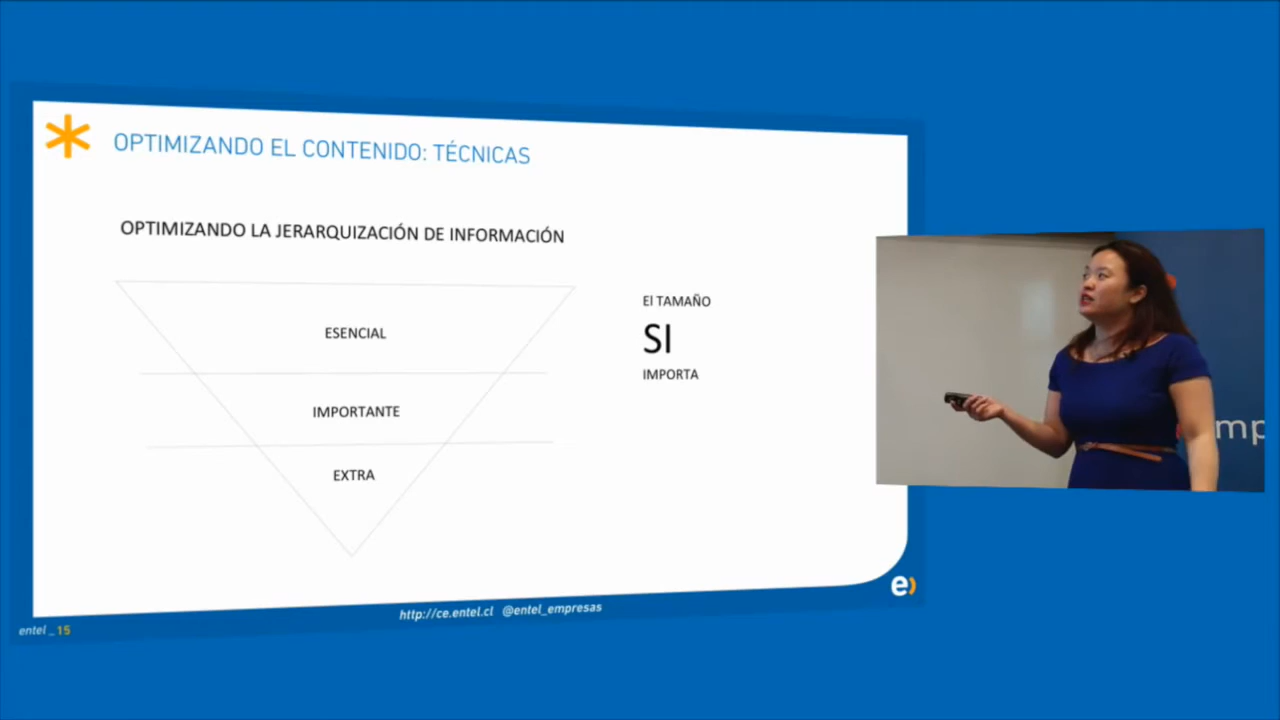 OPTIMIZANDO EL CONTENIDO: TÉCNICAS
OPTIMIZANDO LA JERARQUIZACIÓN DE INFORMACIÓN
ESENCIAL
IMPORTANTE
EXTRA
El TAMAÑO
SI
IMPORTA
mp
http://ce.entel.cl @entel_empresas
e)
entel _15